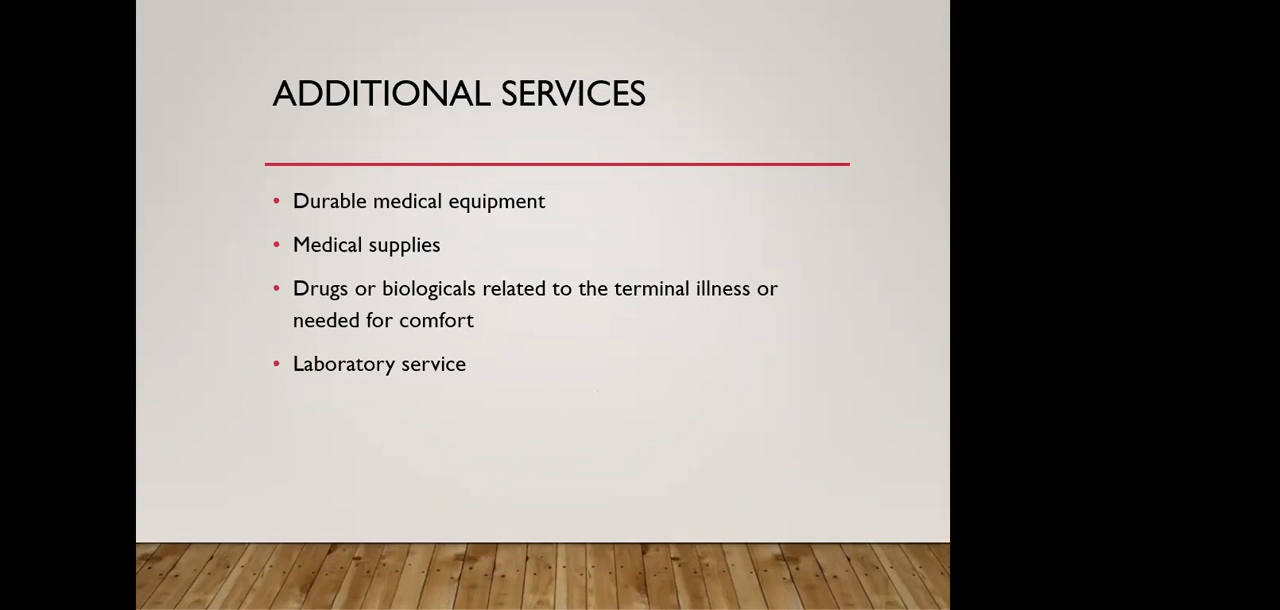 ADDITIONAL SERVICES
• Durable medical equipment
• Medical supplies
• Drugs or biologicals related to the terminal illness or
needed for comfort
• Laboratory service